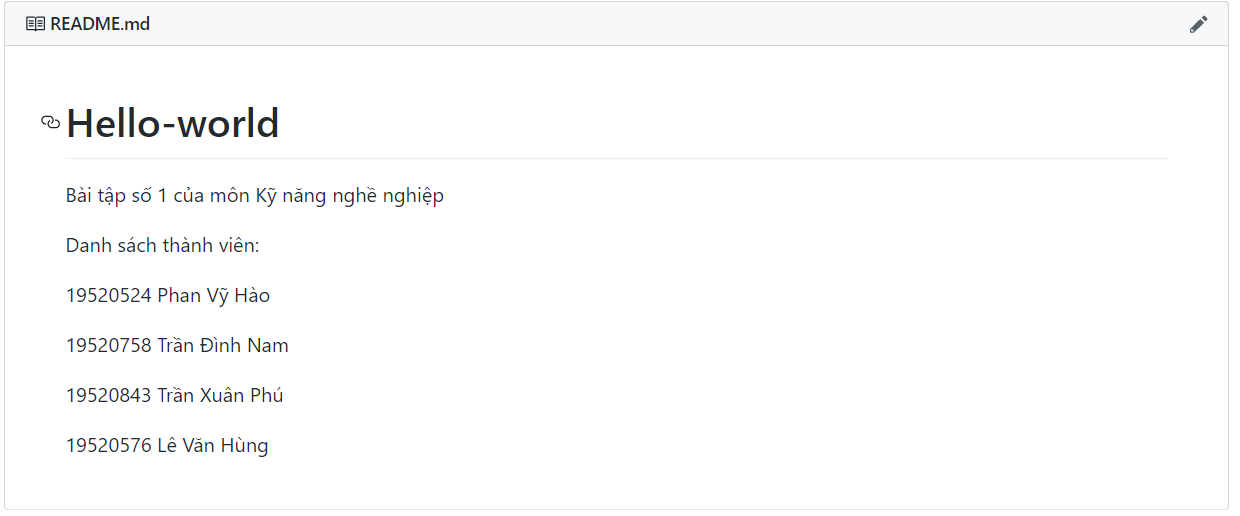 README.md
Hello-world
Bài tập số 1 của môn Kỹ năng nghề nghiệp
Danh sách thành viên:
19520524 Phan Vỹ Hào
19520758 Trần Đình Nam
19520843 Trần Xuân Phú
19520576 Lê Văn Hùng